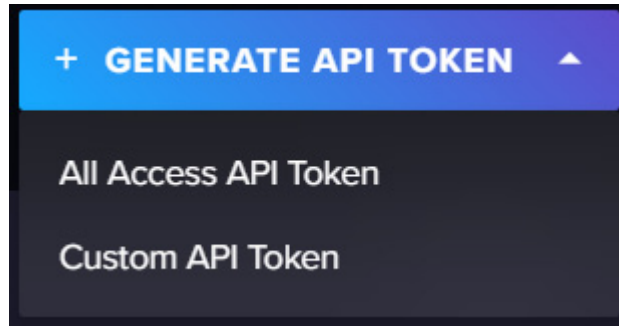 + GENERATE API TOKEN
All Access API Token
Custom API Token